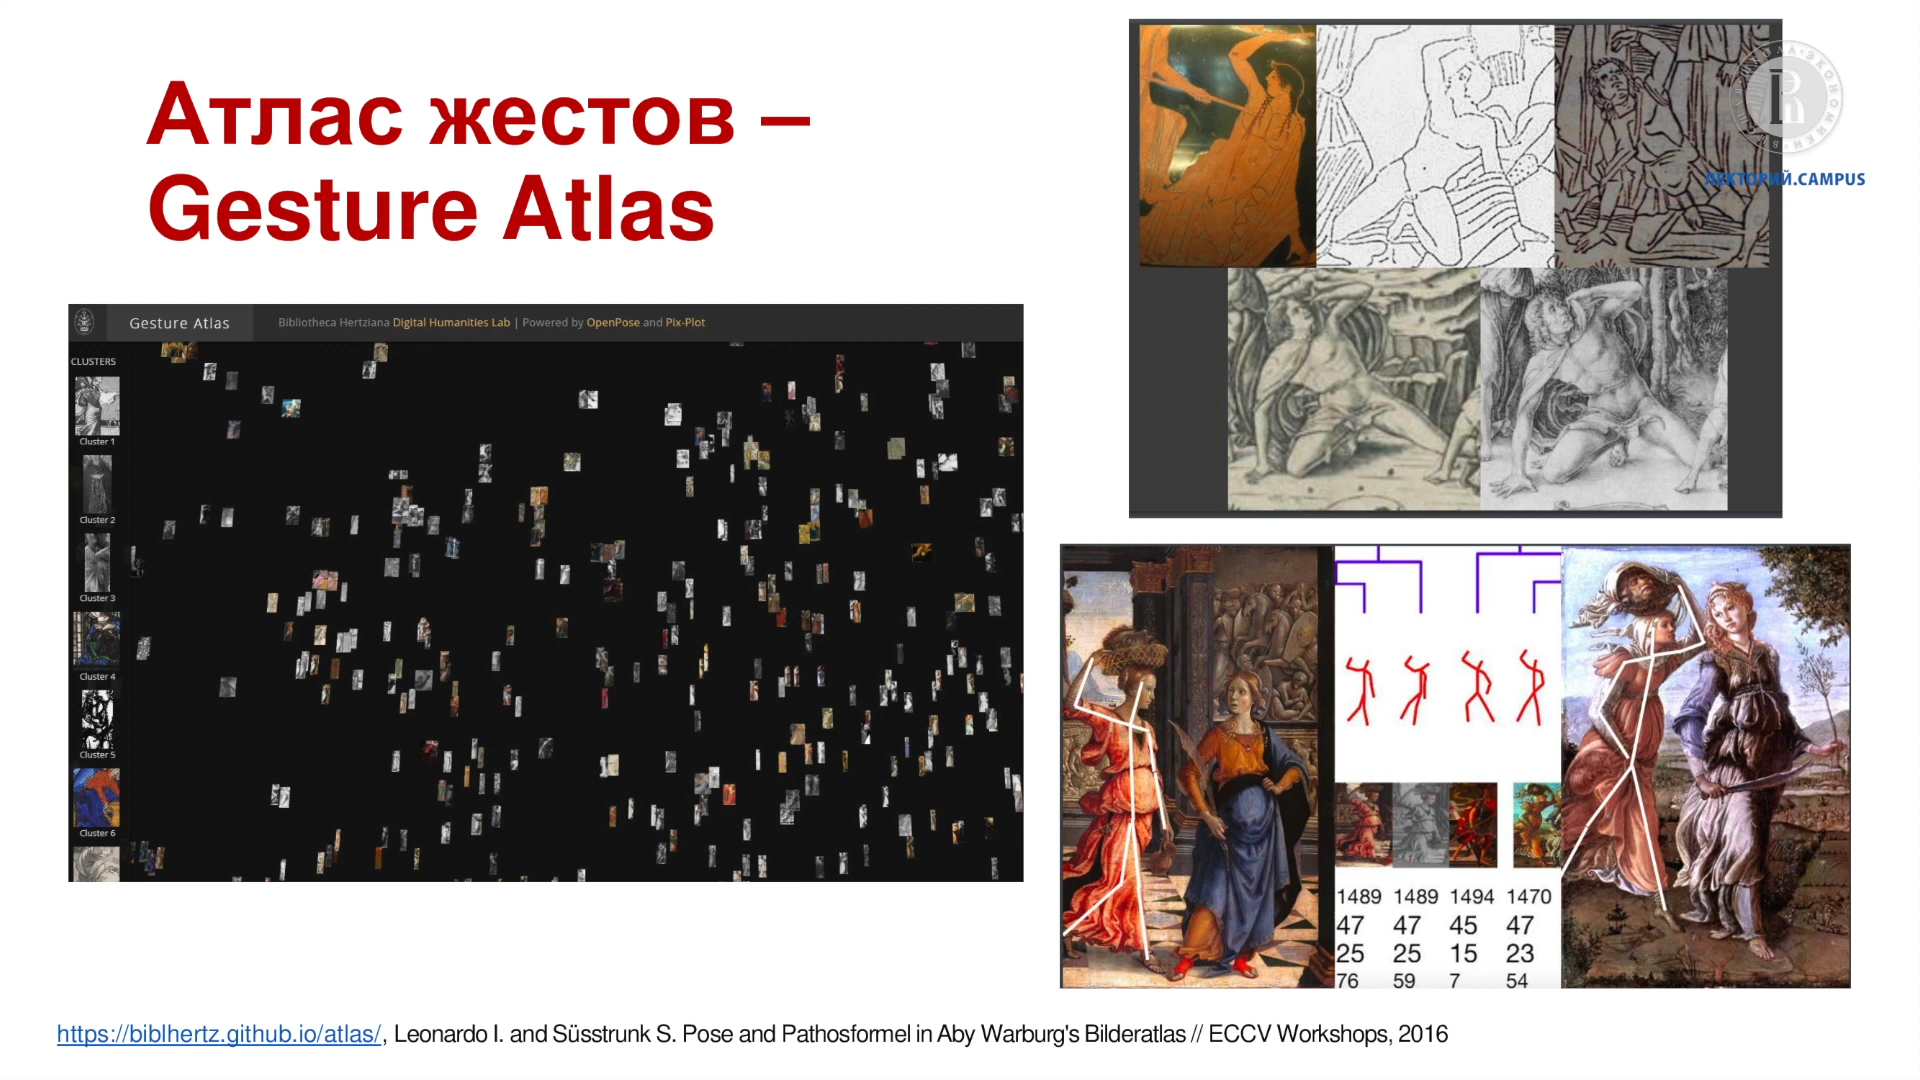 Атлас жестов –
Gesture Atlas
Gesture Atlas
Bibliotheca Hertziana Digital Humanities Lab | Powered by OpenPose and Pix-Plot
CLUSTERS
Cluster 1
Cluster 2
Cluster 3
Cluster 4
Cluster 5
Cluster 6
ЛЕКТОРИЙ.CAMPUS
1489 1489 1494 1470
47 47 45 47
25 25 15 23
76 59 7 54
https://biblhertz.github.io/atlas/, Leonardo I. and Süsstrunk S. Pose and Pathosformel in Aby Warburg's Bilderatlas // ECCV Workshops, 2016